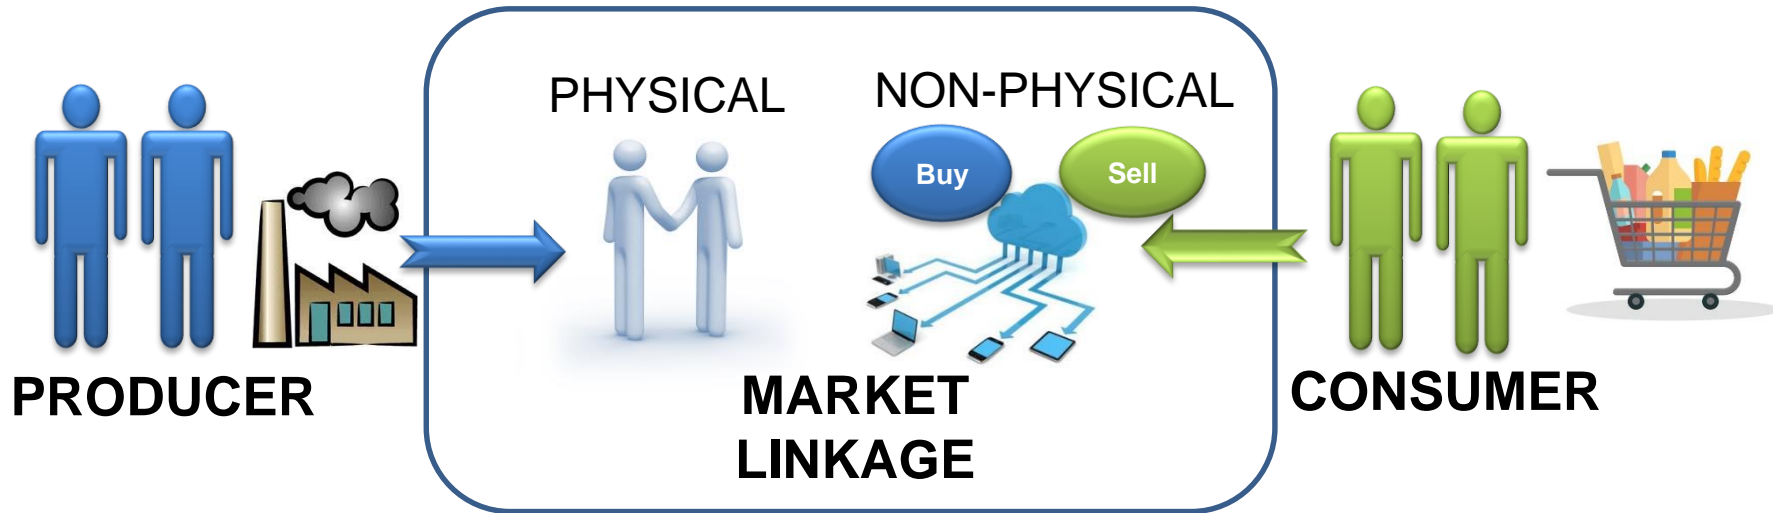 PHYSICAL
NON-PHYSICAL
Buy
Sell
PRODUCER
MARKET
LINKAGE
CONSUMER